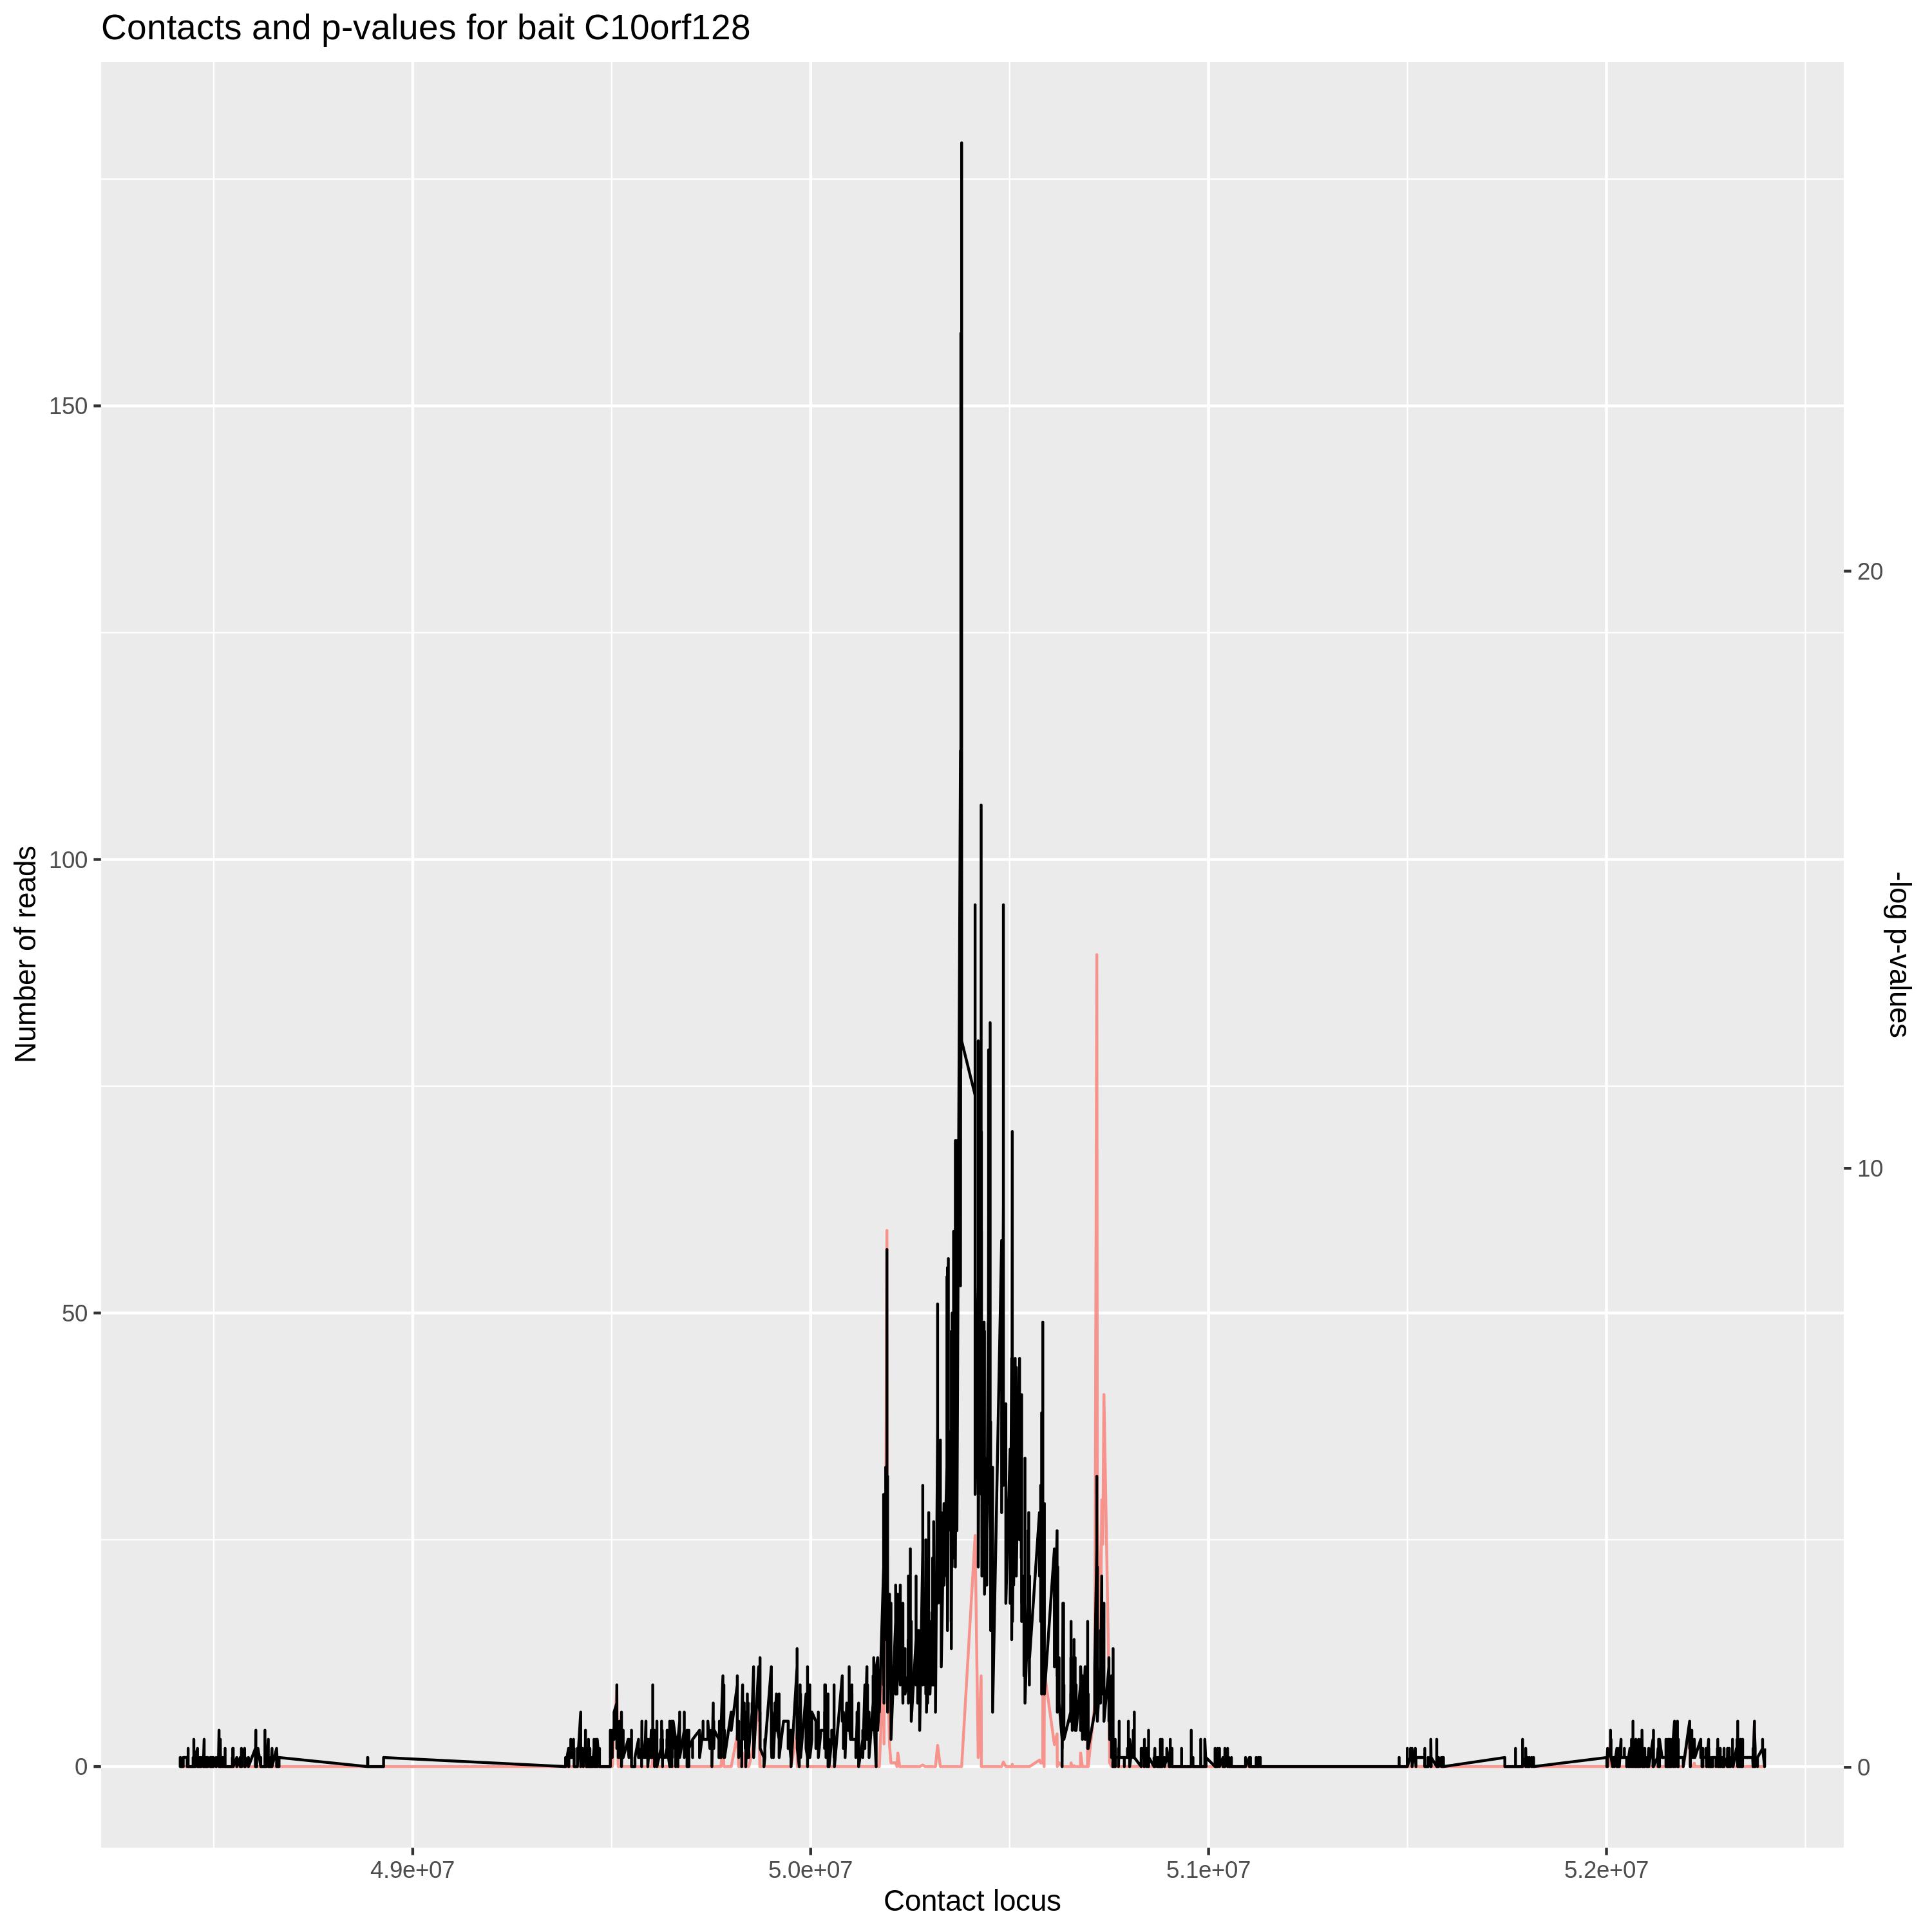 Contacts and p-values for bait C10orf128
150
100
50
0
Number of reads
20
10
0
-log p-values
4.9e+07 5.0e+07 5.1e+07 5.2e+07
Contact locus